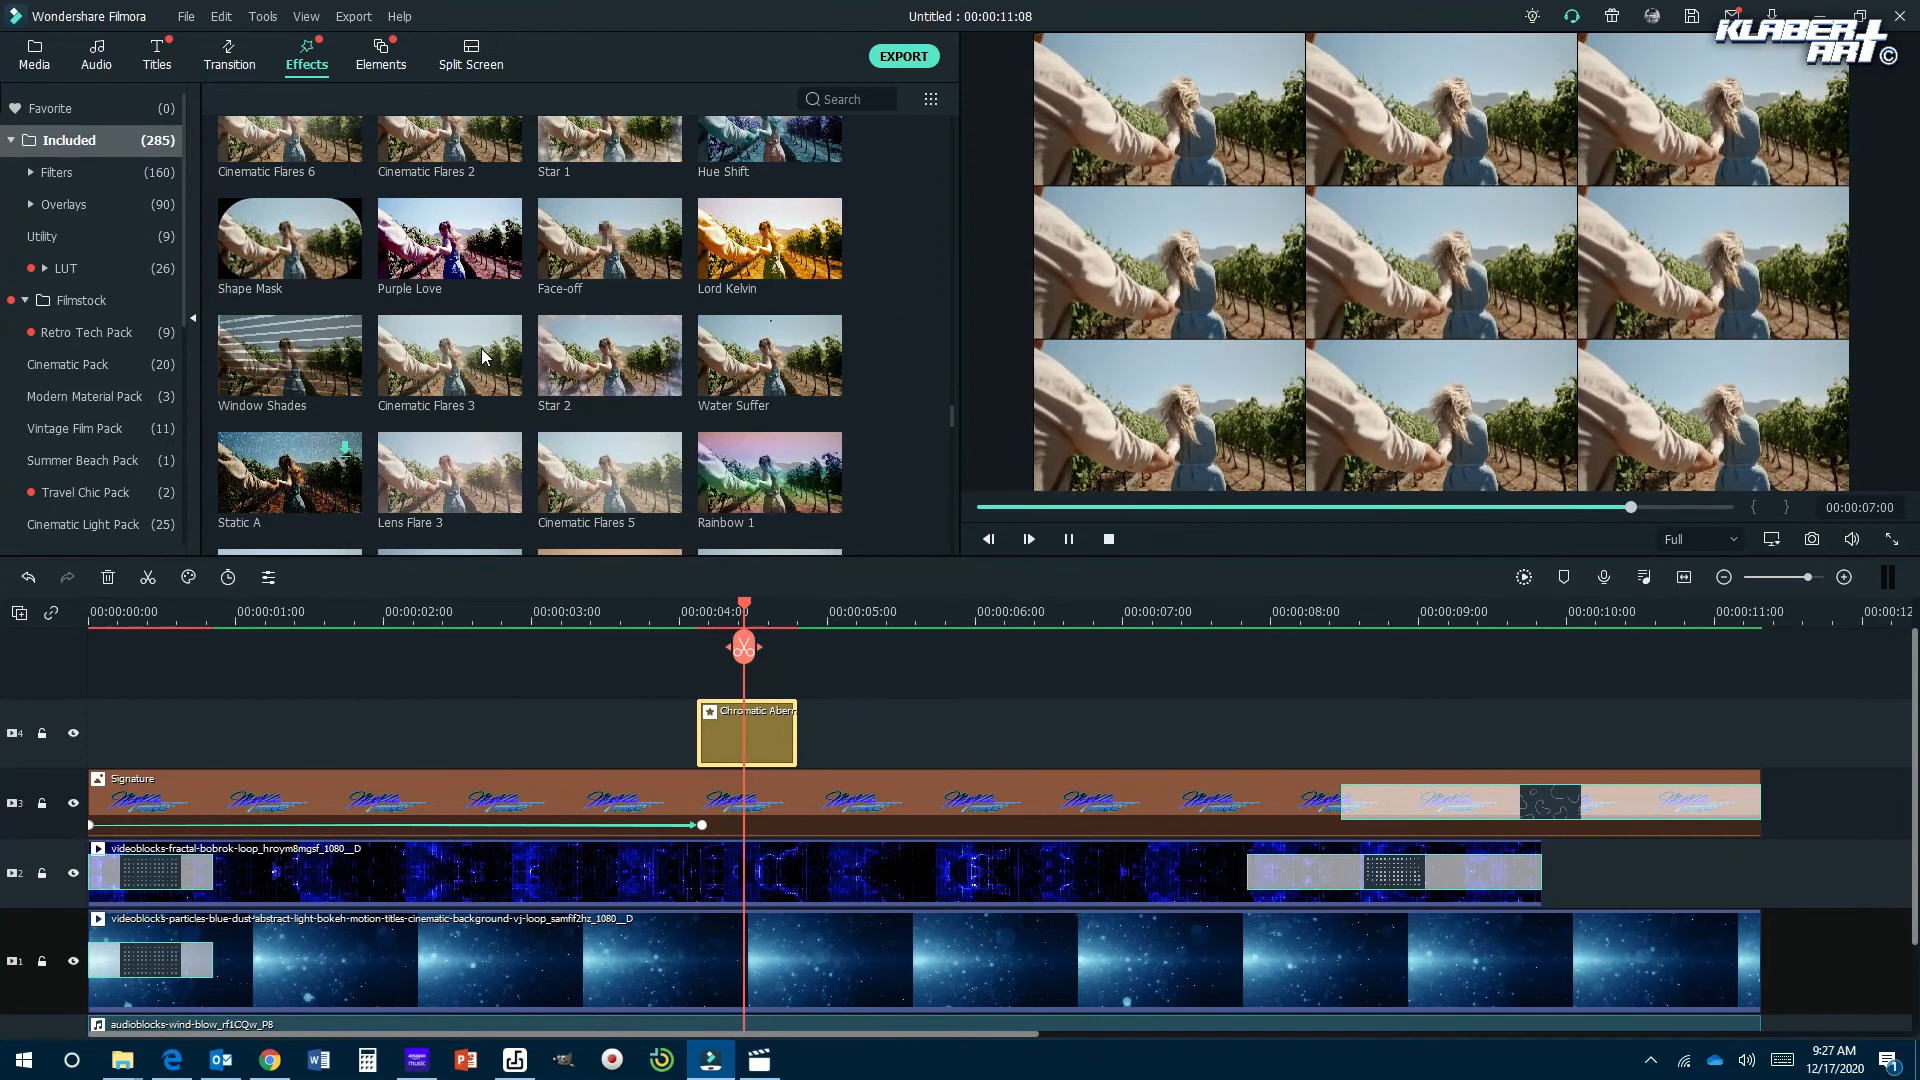 Wondershare Filmora
File Edit Tools View Export Help
Untitled : 00:00:11:08
KLABER ART ©
Media Audio Titles Transition Effects Elements Split Screen
EXPORT
Search
Favorite (0)
Included (285)
Filters (160)
Overlays (90)
Utility (9)
LUT (26)
Filmstock
Retro Tech Pack (9)
Cinematic Pack (20)
Modern Material Pack (3)
Vintage Film Pack (11)
Summer Beach Pack (1)
Travel Chic Pack (2)
Cinematic Light Pack (25)
Cinematic Flares 6 Cinematic Flares 2 Star 1 Hue Shift
Shape Mask Purple Love Face-off Lord Kelvin
Window Shades Cinematic Flares 3 Star 2 Water Suffer
Static A Lens Flare 3 Cinematic Flares 5 Rainbow 1
{ } 00:00:07:00
Full
00:00:00:00 00:00:01:00 00:00:02:00 00:00:03:00 00:00:04:00 00:00:05:00 00:00:06:00 00:00:07:00 00:00:08:00 00:00:09:00 00:00:10:00 00:00:11:00 00:00:12
4
Chromatic Aberr
3
Signature
2
videoblocks-fractal-bobrok-loop_hroym8mgsf_1080__D
1
videoblocks-particles-blue-dust-abstract-light-bokeh-motion-titles-cinematic-background-vj-loop_samfif2hz_1080__D
audioblocks-wind-blow_rf1CQw_P8
music
9:27 AM
12/17/2020
1